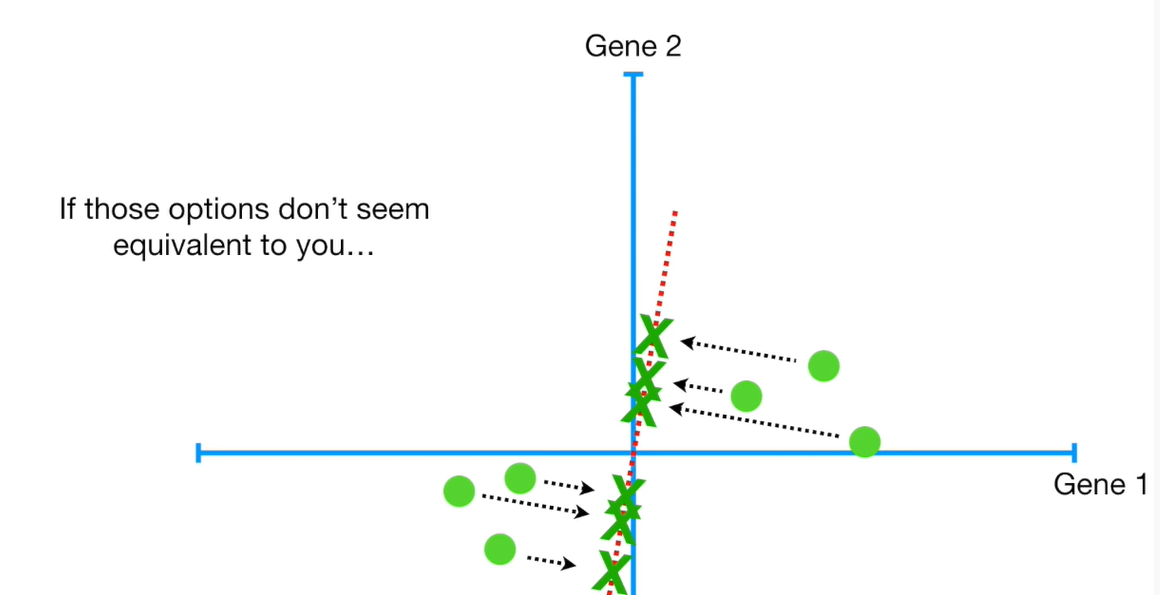 Gene 2
If those options don’t seem
equivalent to you…
Gene 1